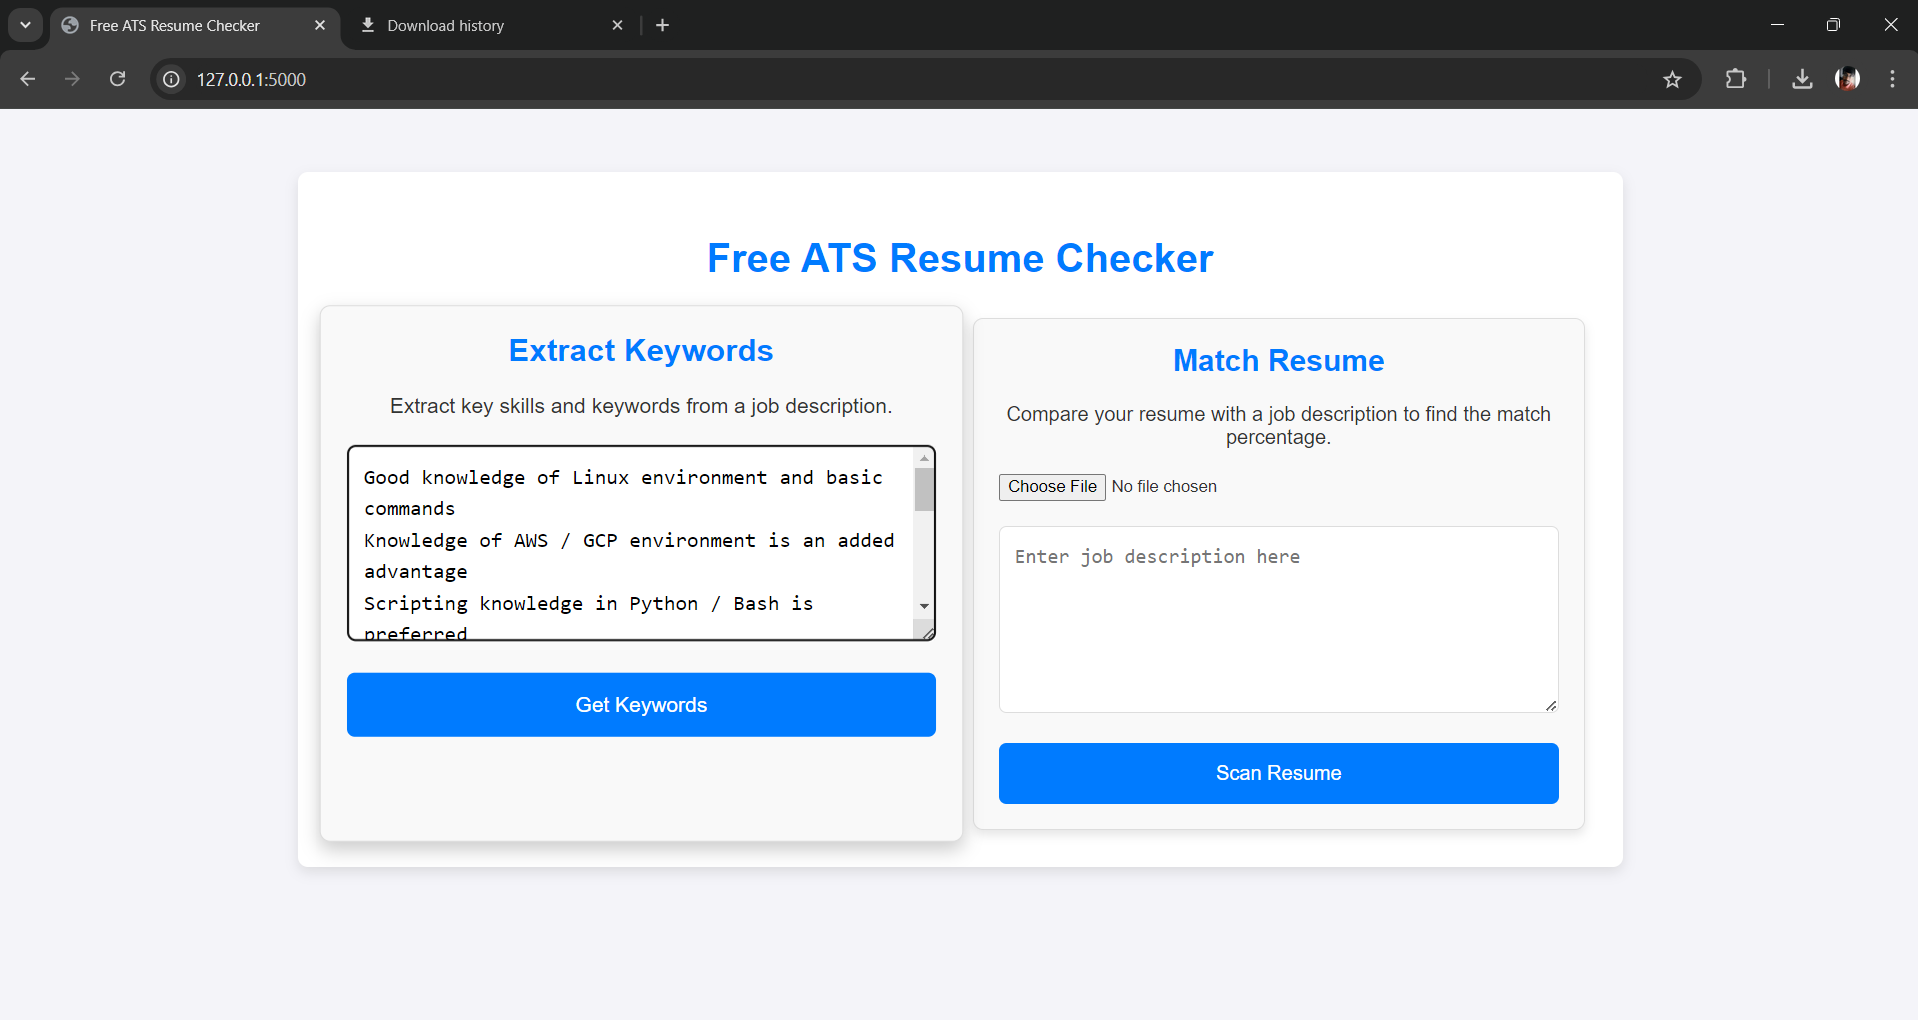 Free ATS Resume Checker
Download history
127.0.0.1:5000
Free ATS Resume Checker
Extract Keywords
Extract key skills and keywords from a job description.
Good knowledge of Linux environment and basic
commands
Knowledge of AWS / GCP environment is an added
advantage
Scripting knowledge in Python / Bash is
preferred
Get Keywords
Match Resume
Compare your resume with a job description to find the match
percentage.
Choose File No file chosen
Enter job description here
Scan Resume